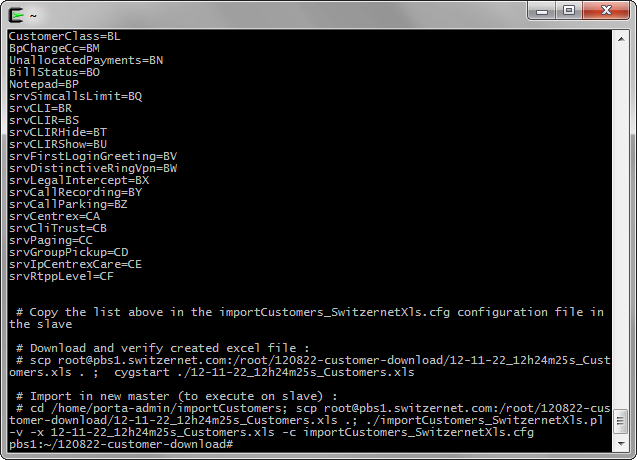 ~
CustomerClass=BL
BpChargeCc=BM
UnallocatedPayments=BN
BillStatus=BO
Notepad=BP
srvSimcallsLimit=BQ
srvCLI=BR
srvCLIR=BS
srvCLIRHide=BT
srvCLIRShow=BU
srvFirstLoginGreeting=BV
srvDistinctiveRingVpn=BW
srvLegalIntercept=BX
srvCallRecording=BY
srvCallParking=BZ
srvCentrex=CA
srvCliTrust=CB
srvPaging=CC
srvGroupPickup=CD
srvIpCentrexCare=CE
srvRtppLevel=CF
# Copy the list above in the importCustomers_SwitzernetXls.cfg configuration file in
the slave
# Download and verify created excel file :
# scp root@pbs1.switzernet.com:/root/120822-customer-download/12-11-22_12h24m25s_Cust
omers.xls . ;  cygstart ./12-11-22_12h24m25s_Customers.xls
# Import in new master (to execute on slave) :
# cd /home/porta-admin/importCustomers; scp root@pbs1.switzernet.com:/root/120822-cus
tomer-download/12-11-22_12h24m25s_Customers.xls .; ./importCustomers_SwitzernetXls.pl
-v -x 12-11-22_12h24m25s_Customers.xls -c importCustomers_SwitzernetXls.cfg
pbs1:~/120822-customer-download#